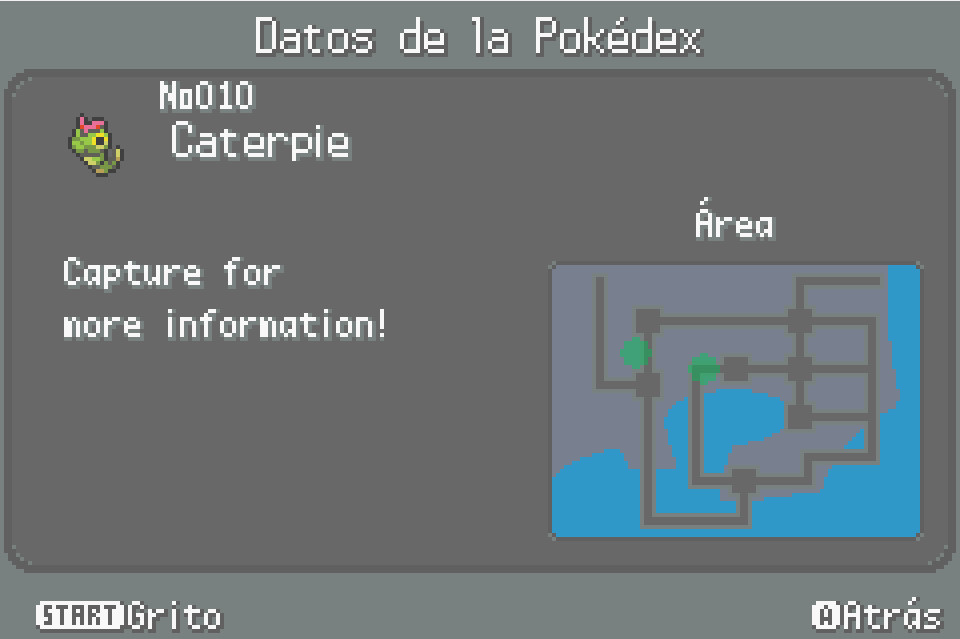 Datos de la Pokédex
No010
Caterpie
Área
Capture for
more information!
START Grito
A Atrás